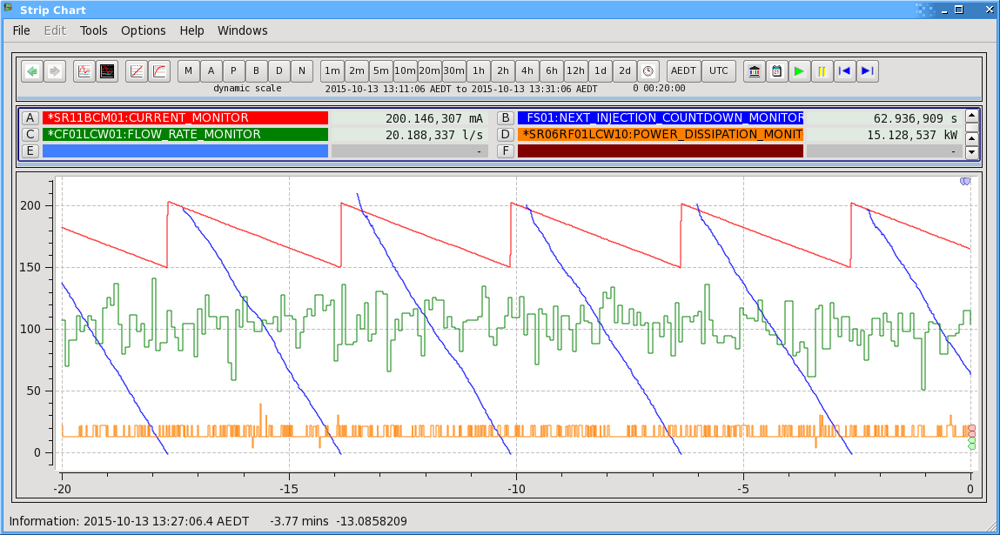 Strip Chart
File Edit Tools Options Help Windows
M A P B D N 1m 2m 5m 10m 20m 30m 1h 2h 4h 6h 12h 1d 2d AEDT UTC
dynamic scale 2015-10-13 13:11:06 AEDT to 2015-10-13 13:31:06 AEDT 0 00:20:00
A *SR11BCM01:CURRENT_MONITOR 200.146,307 mA B FS01:NEXT_INJECTION_COUNTDOWN_MONITOR 62.936,909 s
C *CF01LCW01:FLOW_RATE_MONITOR 20.188,337 l/s D *SR06RF01LCW10:POWER_DISSIPATION_MONIT 15.128,537 kW
E - F -
200
150
100
50
0
-20 -15 -10 -5 0
Information: 2015-10-13 13:27:06.4 AEDT -3.77 mins -13.0858209